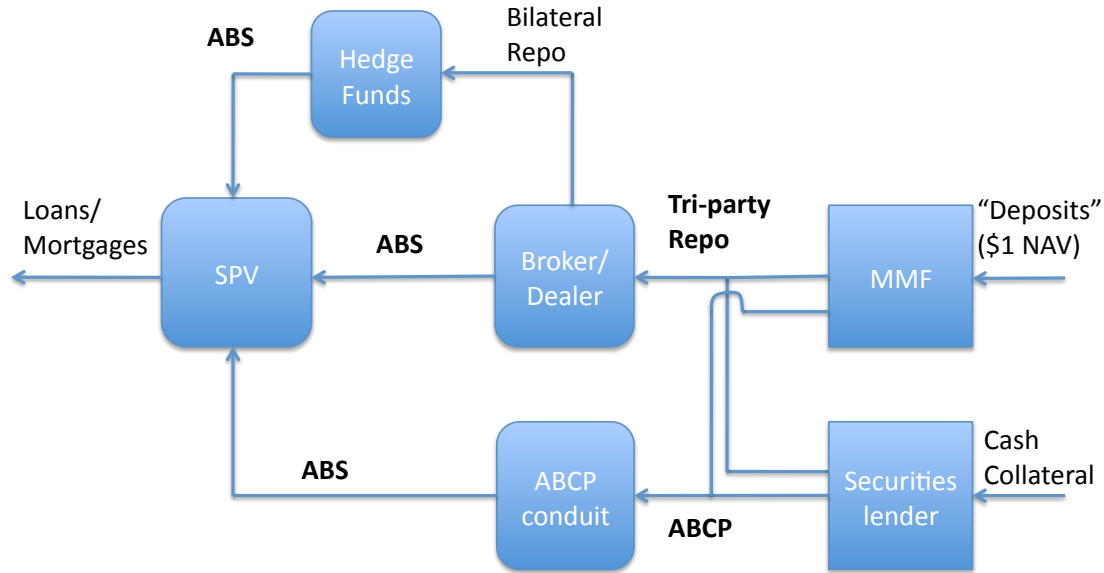 ABS
Hedge
Funds
Bilateral
Repo
Loans/
Mortgages
SPV
ABS
Broker/
Dealer
Tri-party
Repo
MMF
“Deposits”
($1 NAV)
ABS
ABCP
conduit
ABCP
Securities
lender
Cash
Collateral